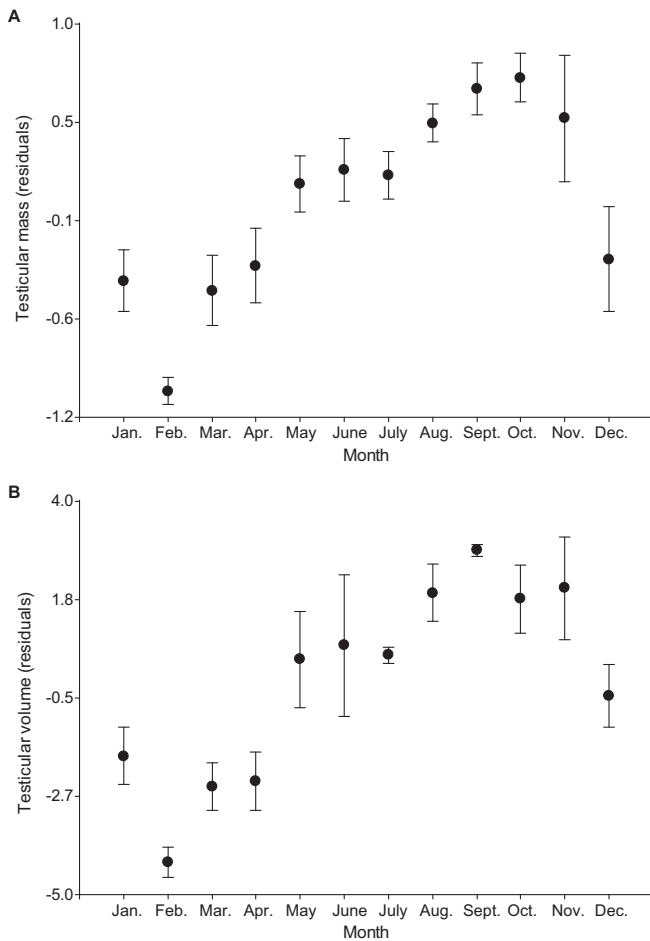 A
1.0
0.5
-0.1
-0.6
-1.2
Testicular mass (residuals)
Jan. Feb. Mar. Apr. May June July Aug. Sept. Oct. Nov. Dec.
Month
B
4.0
1.8
-0.5
-2.7
-5.0
Testicular volume (residuals)
Jan. Feb. Mar. Apr. May June July Aug. Sept. Oct. Nov. Dec.
Month